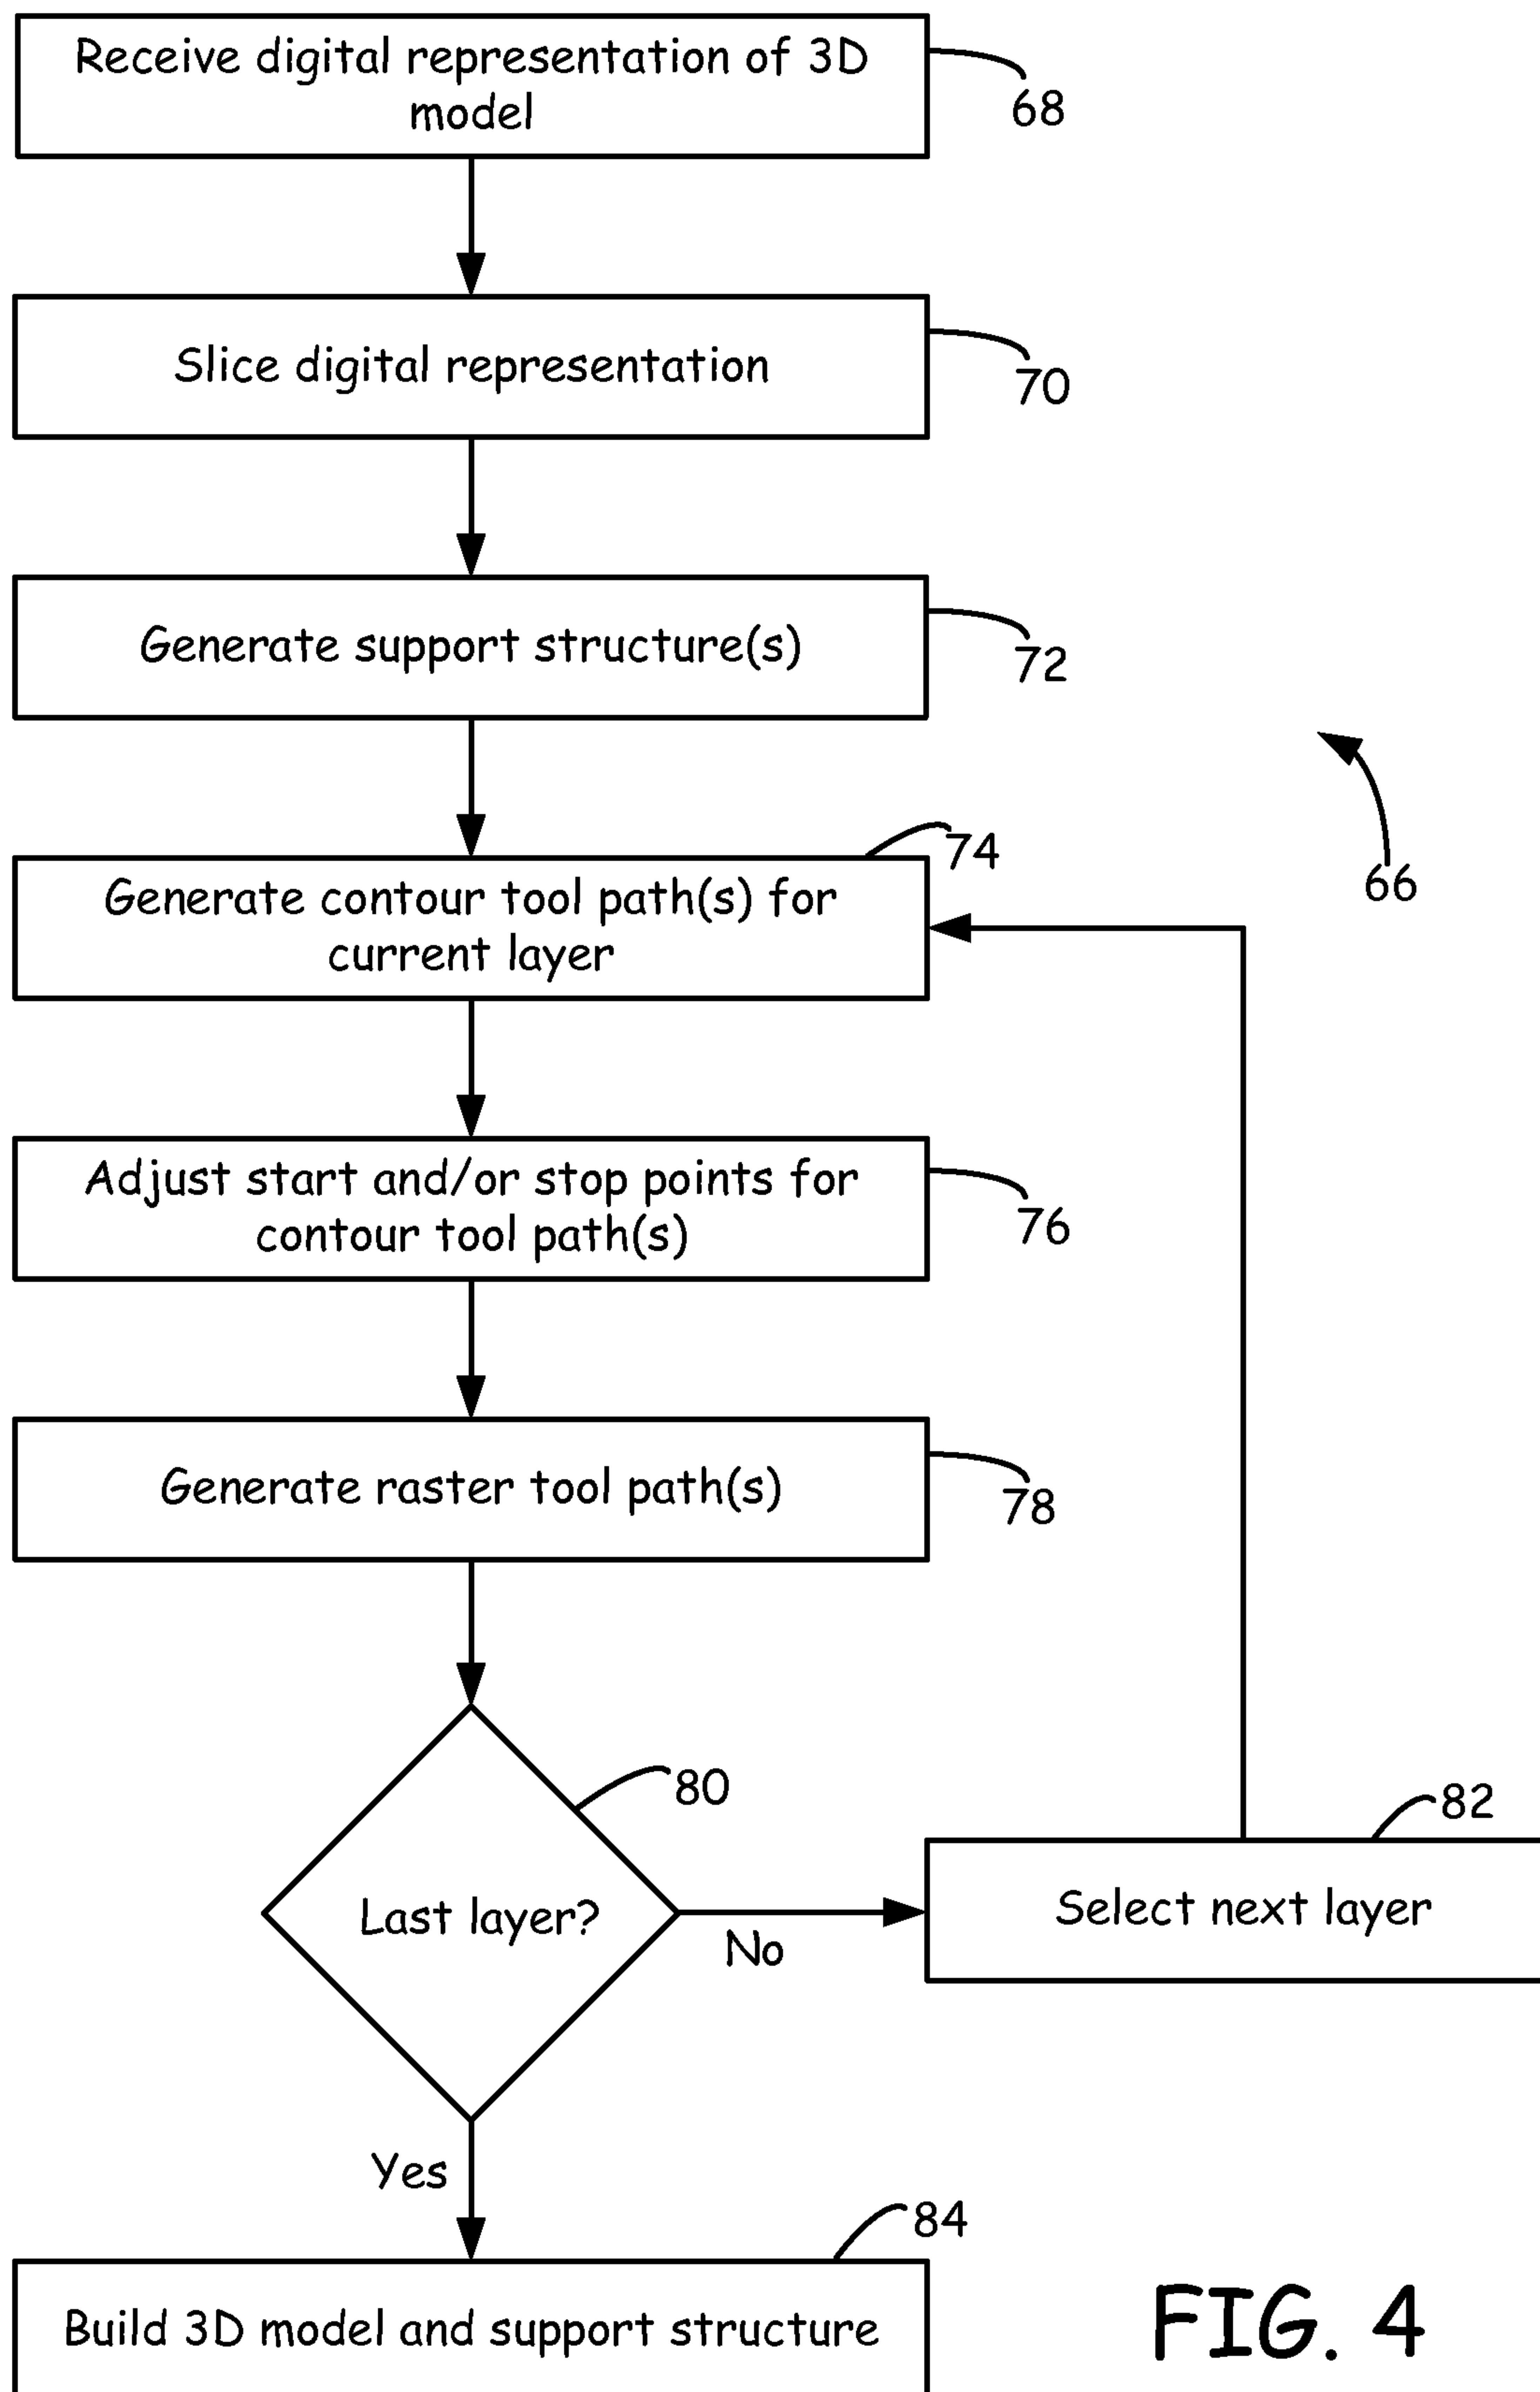 Receive digital representation of 3D
model
68
Slice digital representation
70
Generate support structure(s)
72
66
74
Generate contour tool path(s) for
current layer
Adjust start and/or stop points for
contour tool path(s)
76
Generate raster tool path(s)
78
80
Last layer?
No
82
Select next layer
Yes
84
Build 3D model and support structure
FIG. 4